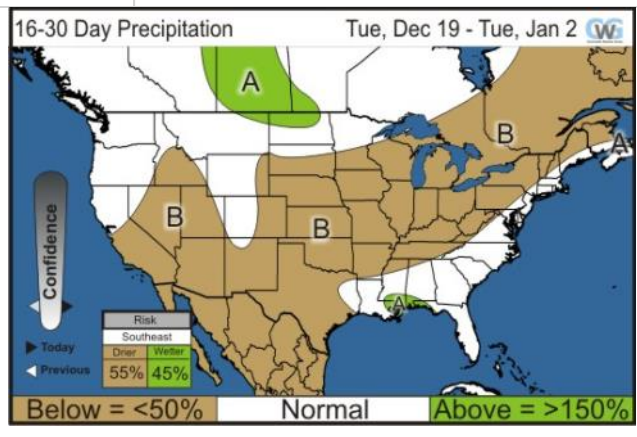 16-30 Day Precipitation Tue, Dec 19 - Tue, Jan 2 CWG
A
B
A
B
B
A
Confidence
Today
Previous
Risk
Southeast
Drier Wetter
55% 45%
Below = <50% Normal Above = >150%